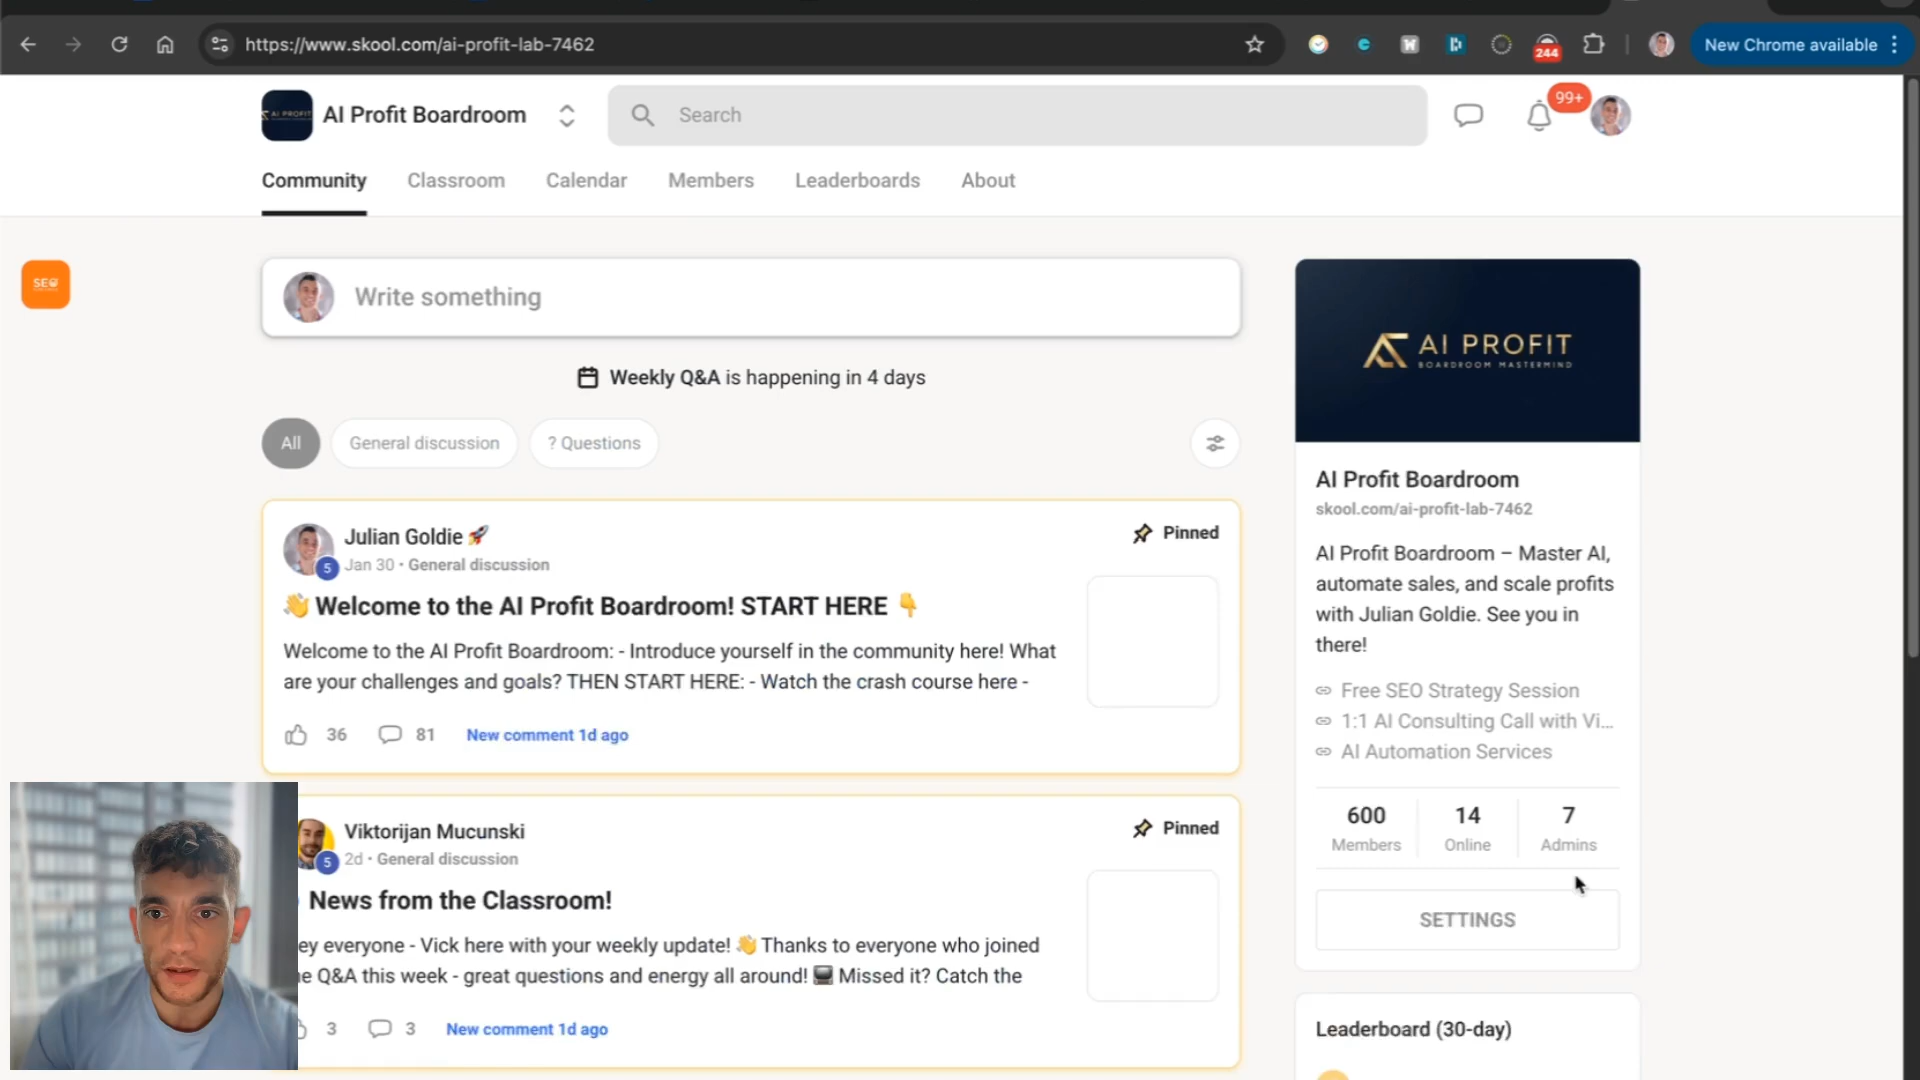 https://www.skool.com/ai-profit-lab-7462
244
New Chrome available
AI Profit Boardroom
Search
99+
Community
Classroom
Calendar
Members
Leaderboards
About
SEO
Write something
Weekly Q&A is happening in 4 days
All
General discussion
? Questions
Julian Goldie 🚀
5
Jan 30 • General discussion
Pinned
👋 Welcome to the AI Profit Boardroom! START HERE 👇
Welcome to the AI Profit Boardroom: - Introduce yourself in the community here! What
are your challenges and goals? THEN START HERE: - Watch the crash course here -
36
81
New comment 1d ago
Viktorijan Mucunski
5
2d • General discussion
Pinned
News from the Classroom!
ey everyone - Vick here with your weekly update! 👋 Thanks to everyone who joined
e Q&A this week - great questions and energy all around! 🖥️ Missed it? Catch the
3
3
New comment 1d ago
AI PROFIT
BOARDROOM MASTERMIND
AI Profit Boardroom
skool.com/ai-profit-lab-7462
AI Profit Boardroom – Master AI,
automate sales, and scale profits
with Julian Goldie. See you in
there!
Free SEO Strategy Session
1:1 AI Consulting Call with Vi...
AI Automation Services
600
Members
14
Online
7
Admins
SETTINGS
Leaderboard (30-day)